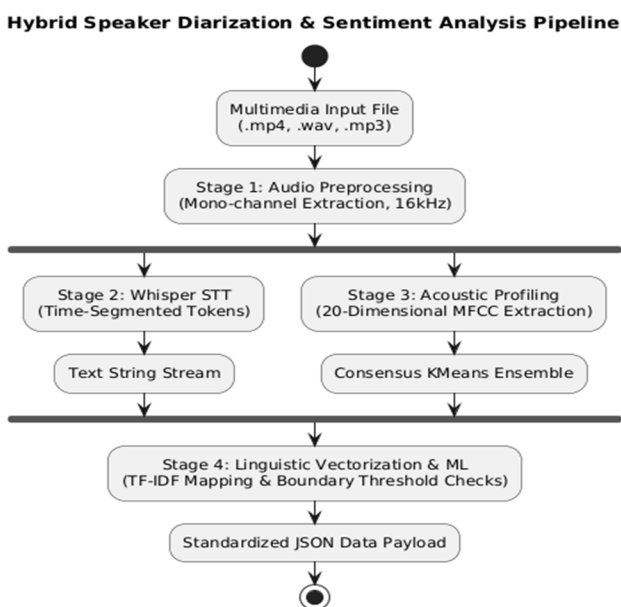 Hybrid Speaker Diarization & Sentiment Analysis Pipeline
Multimedia Input File
(.mp4, .wav, .mp3)
Stage 1: Audio Preprocessing
(Mono-channel Extraction, 16kHz)
Stage 2: Whisper STT
(Time-Segmented Tokens)
Stage 3: Acoustic Profiling
(20-Dimensional MFCC Extraction)
Text String Stream
Consensus KMeans Ensemble
Stage 4: Linguistic Vectorization & ML
(TF-IDF Mapping & Boundary Threshold Checks)
Standardized JSON Data Payload